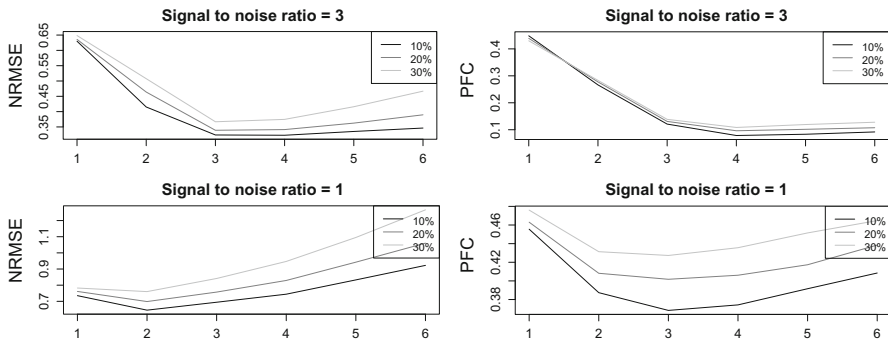 Signal to noise ratio = 3
NRMSE
0.35 0.45 0.55 0.65
10%
20%
30%
1 2 3 4 5 6
Signal to noise ratio = 3
PFC
0.1 0.2 0.3 0.4
10%
20%
30%
1 2 3 4 5 6
Signal to noise ratio = 1
NRMSE
0.7 0.9 1.1
10%
20%
30%
1 2 3 4 5 6
Signal to noise ratio = 1
PFC
0.38 0.42 0.46
10%
20%
30%
1 2 3 4 5 6